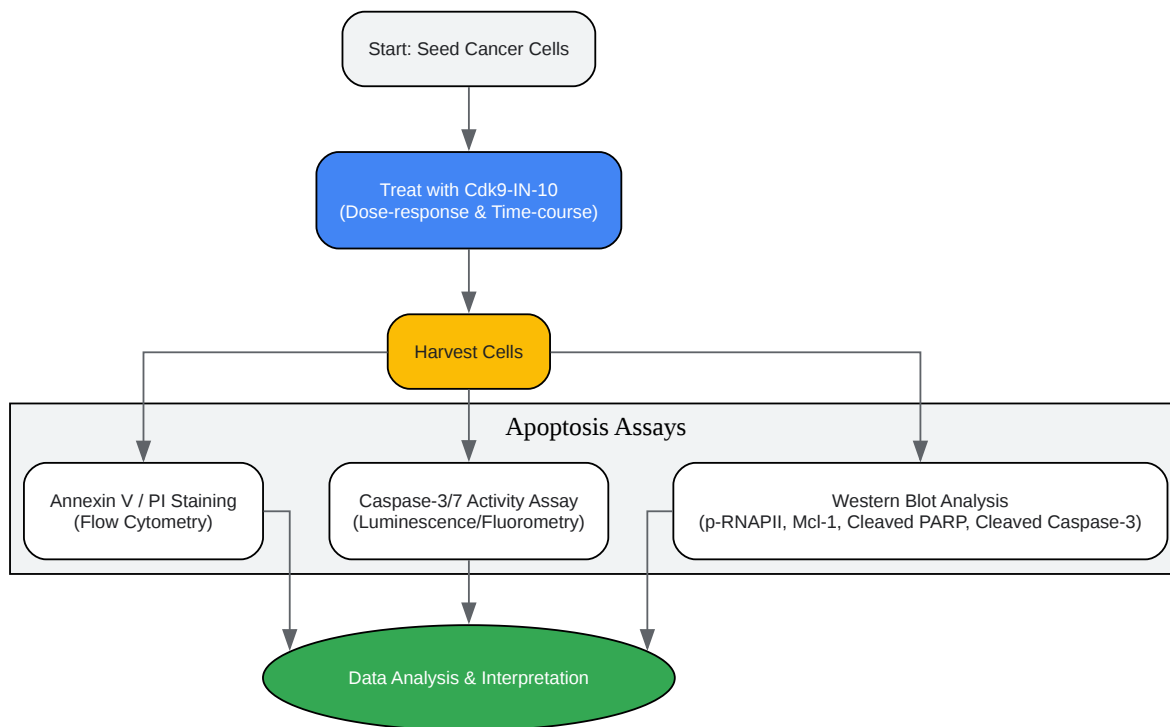 Start: Seed Cancer Cells
Treat with Cdk9-IN-10
(Dose-response & Time-course)
Harvest Cells
Apoptosis Assays
Annexin V / PI Staining
(Flow Cytometry)
Caspase-3/7 Activity Assay
(Luminescence/Fluorometry)
Western Blot Analysis
(p-RNAPII, Mcl-1, Cleaved PARP, Cleaved Caspase-3)
Data Analysis & Interpretation